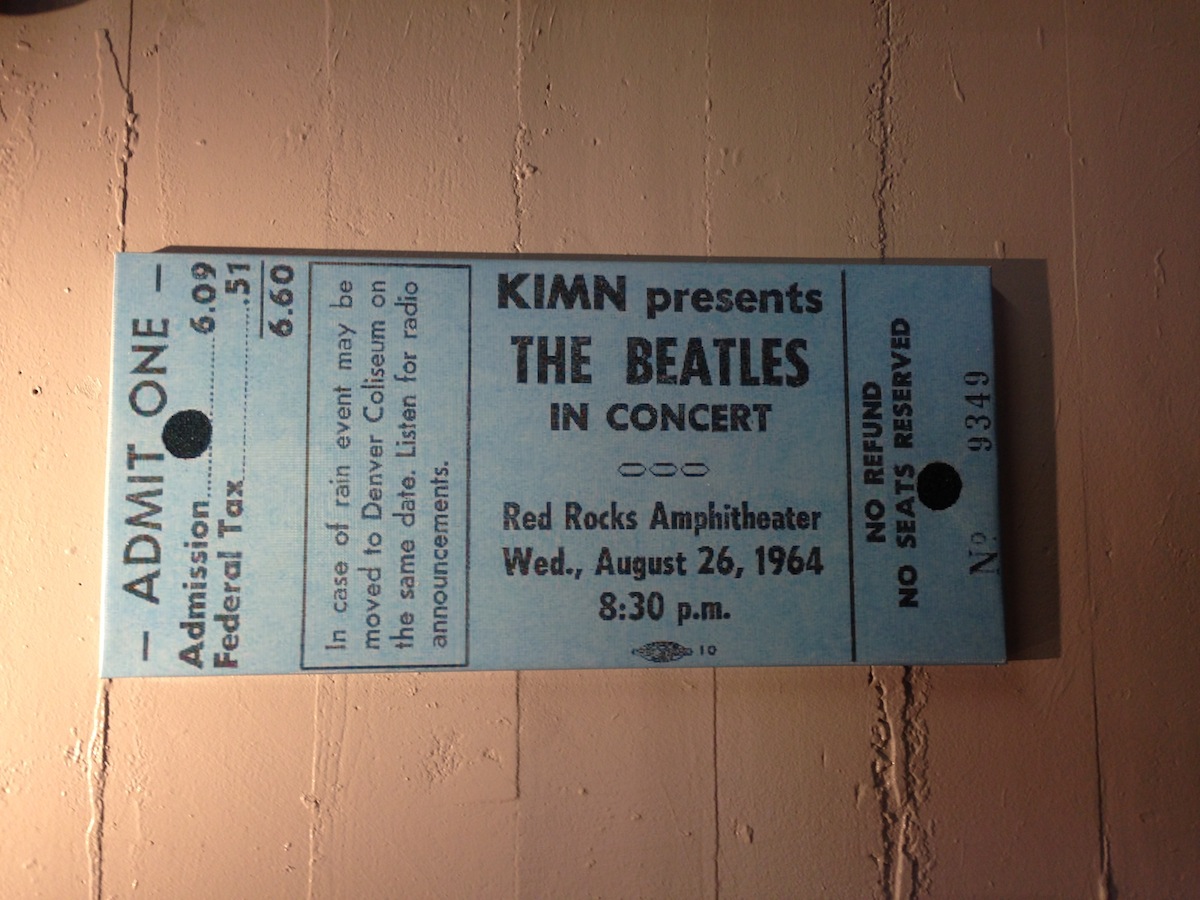 — ADMIT ONE —
Admission..................6.09
Federal Tax...................51
6.60
In case of rain event may be
moved to Denver Coliseum on
the same date. Listen for radio
announcements.
KIMN presents
THE BEATLES
IN CONCERT
Red Rocks Amphitheater
Wed., August 26, 1964
8:30 p.m.
10
NO REFUND
NO SEATS RESERVED
No 9349